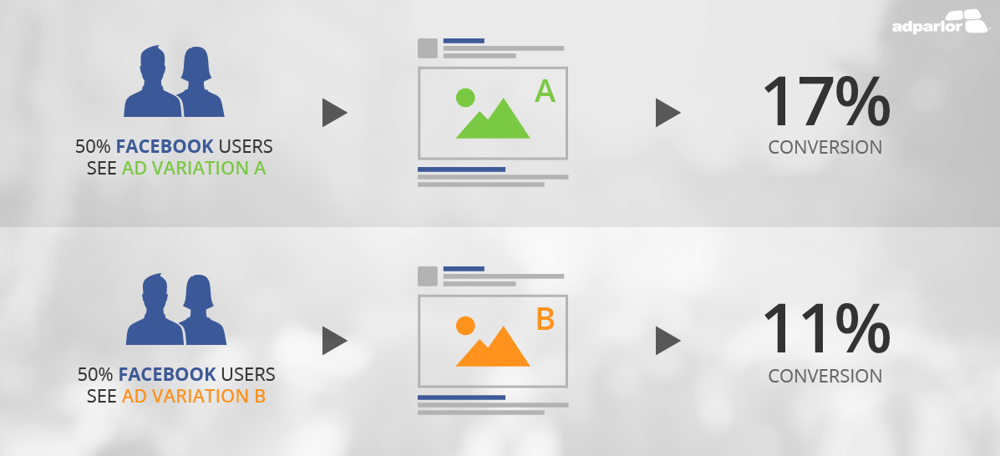 adparlor
50% FACEBOOK USERS
SEE AD VARIATION A
A
17%
CONVERSION
50% FACEBOOK USERS
SEE AD VARIATION B
B
11%
CONVERSION